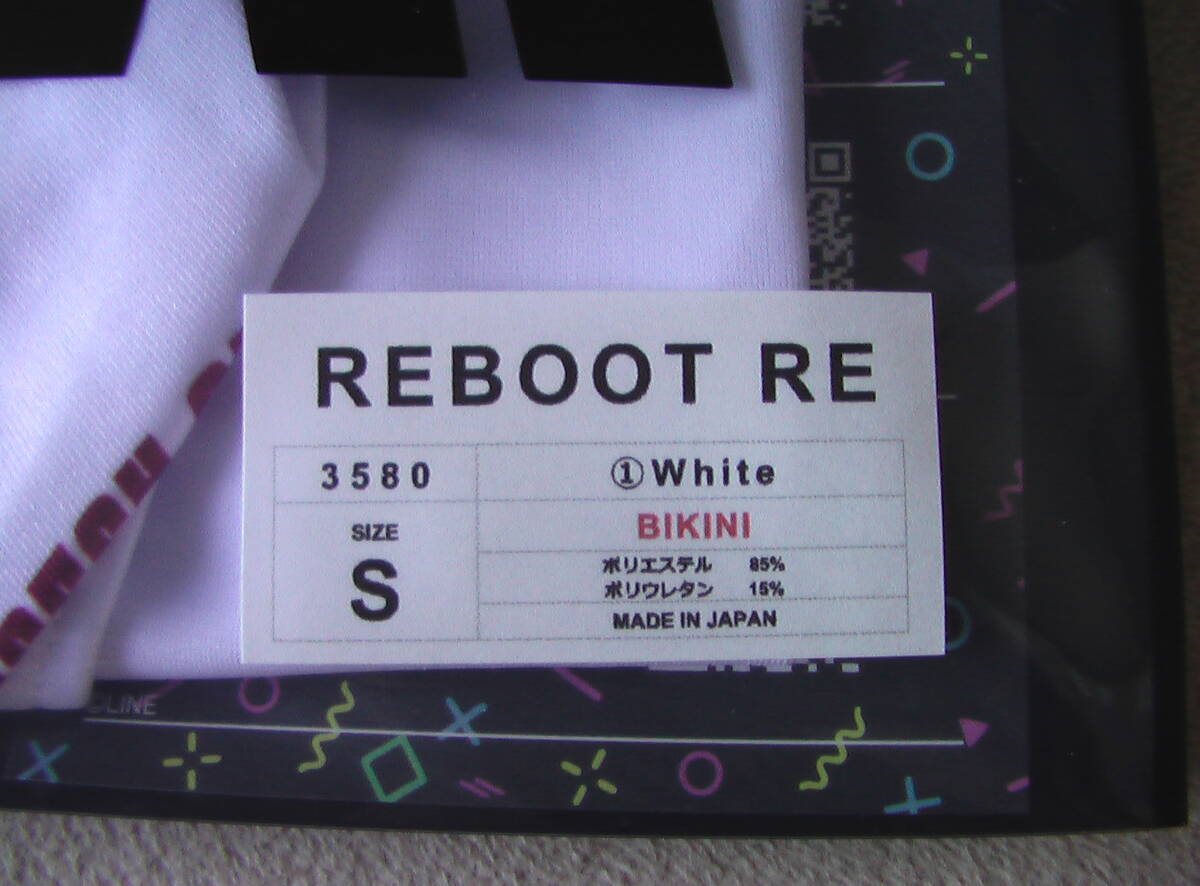 REBOOT RE
3580
①White
SIZE
S
BIKINI
ポリエステル 85%
ポリウレタン 15%
MADE IN JAPAN